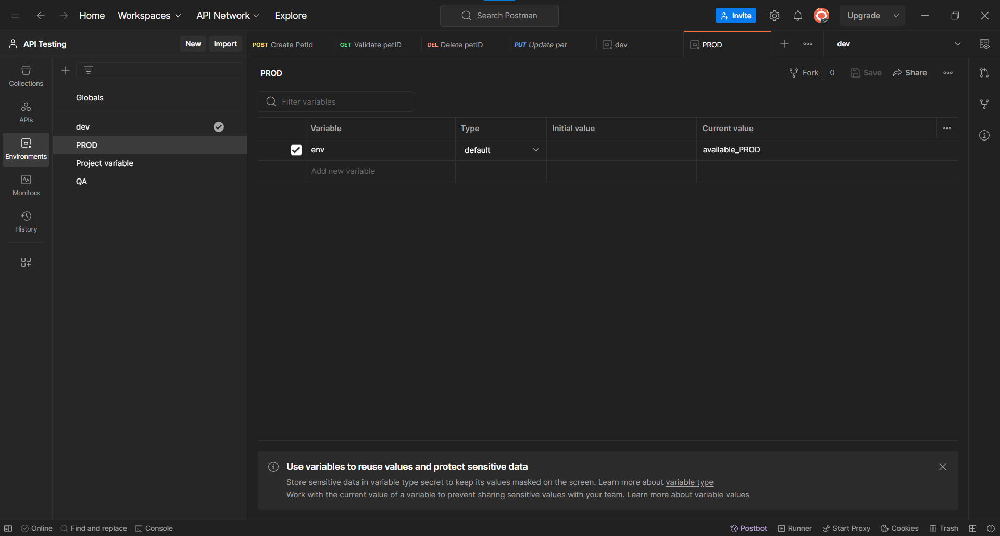 Home Workspaces API Network Explore Search Postman Invite Upgrade
API Testing New Import POST Create PetId GET Validate petID DEL Delete petID PUT Update pet dev PROD dev
Collections
APIs
Environments
Monitors
History
Globals
dev
PROD
Project variable
QA
PROD Fork 0 Save Share
Filter variables
Variable Type Initial value Current value
env default available_PROD
Add new variable
Use variables to reuse values and protect sensitive data
Store sensitive data in variable type secret to keep its values masked on the screen. Learn more about variable type
Work with the current value of a variable to prevent sharing sensitive values with your team. Learn more about variable values
Online Find and replace Console Postbot Runner Start Proxy Cookies Trash